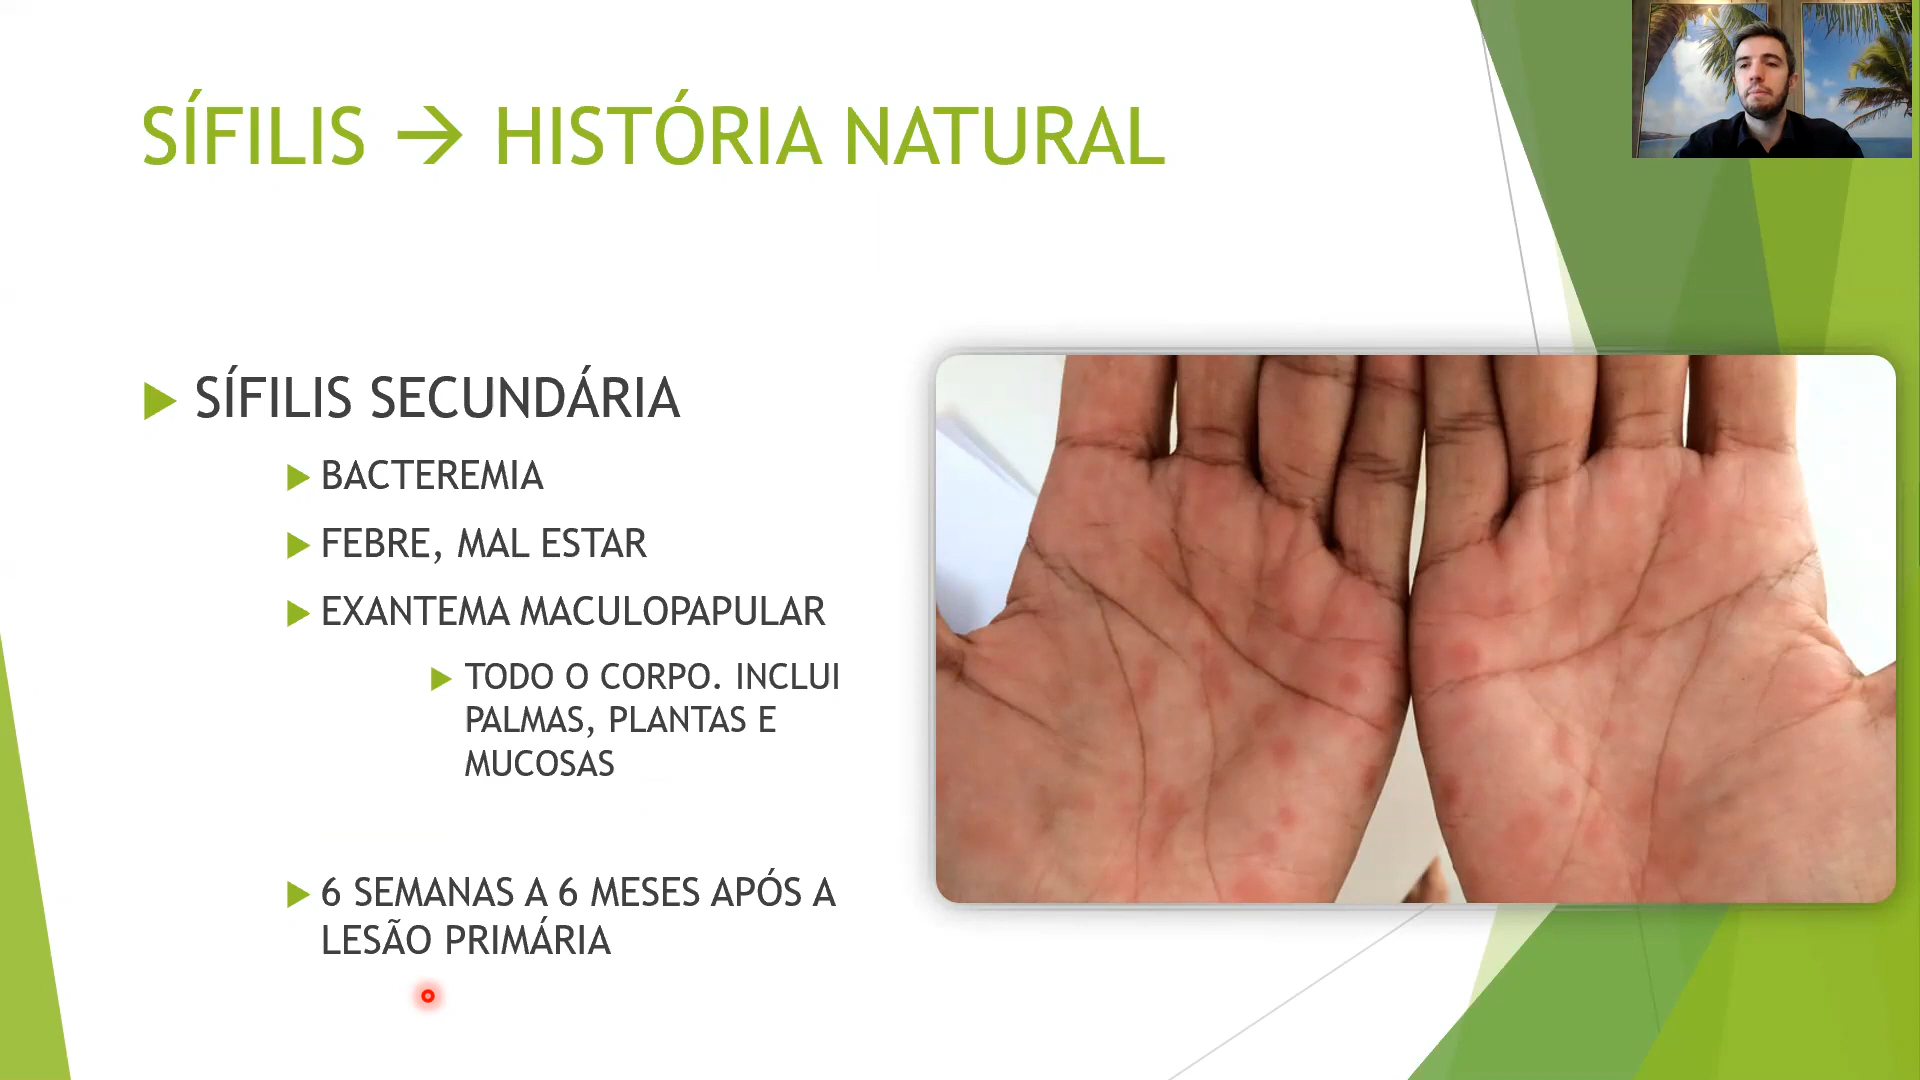 SÍFILIS → HISTÓRIA NATURAL
SÍFILIS SECUNDÁRIA
BACTEREMIA
FEBRE, MAL ESTAR
EXANTEMA MACULOPAPULAR
TODO O CORPO. INCLUI
PALMAS, PLANTAS E
MUCOSAS
6 SEMANAS A 6 MESES APÓS A
LESÃO PRIMÁRIA